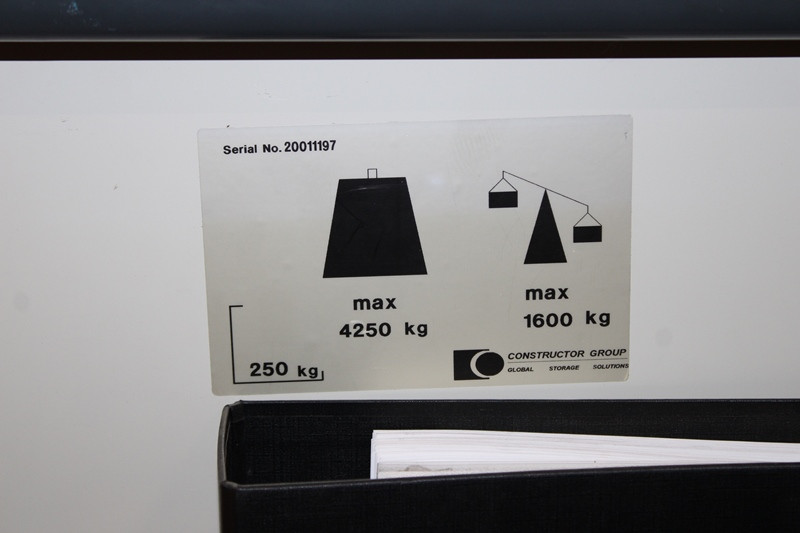 Serial No. 20011197
max
4250 kg
max
1600 kg
250 kg
CONSTRUCTOR GROUP
GLOBAL STORAGE SOLUTIONS